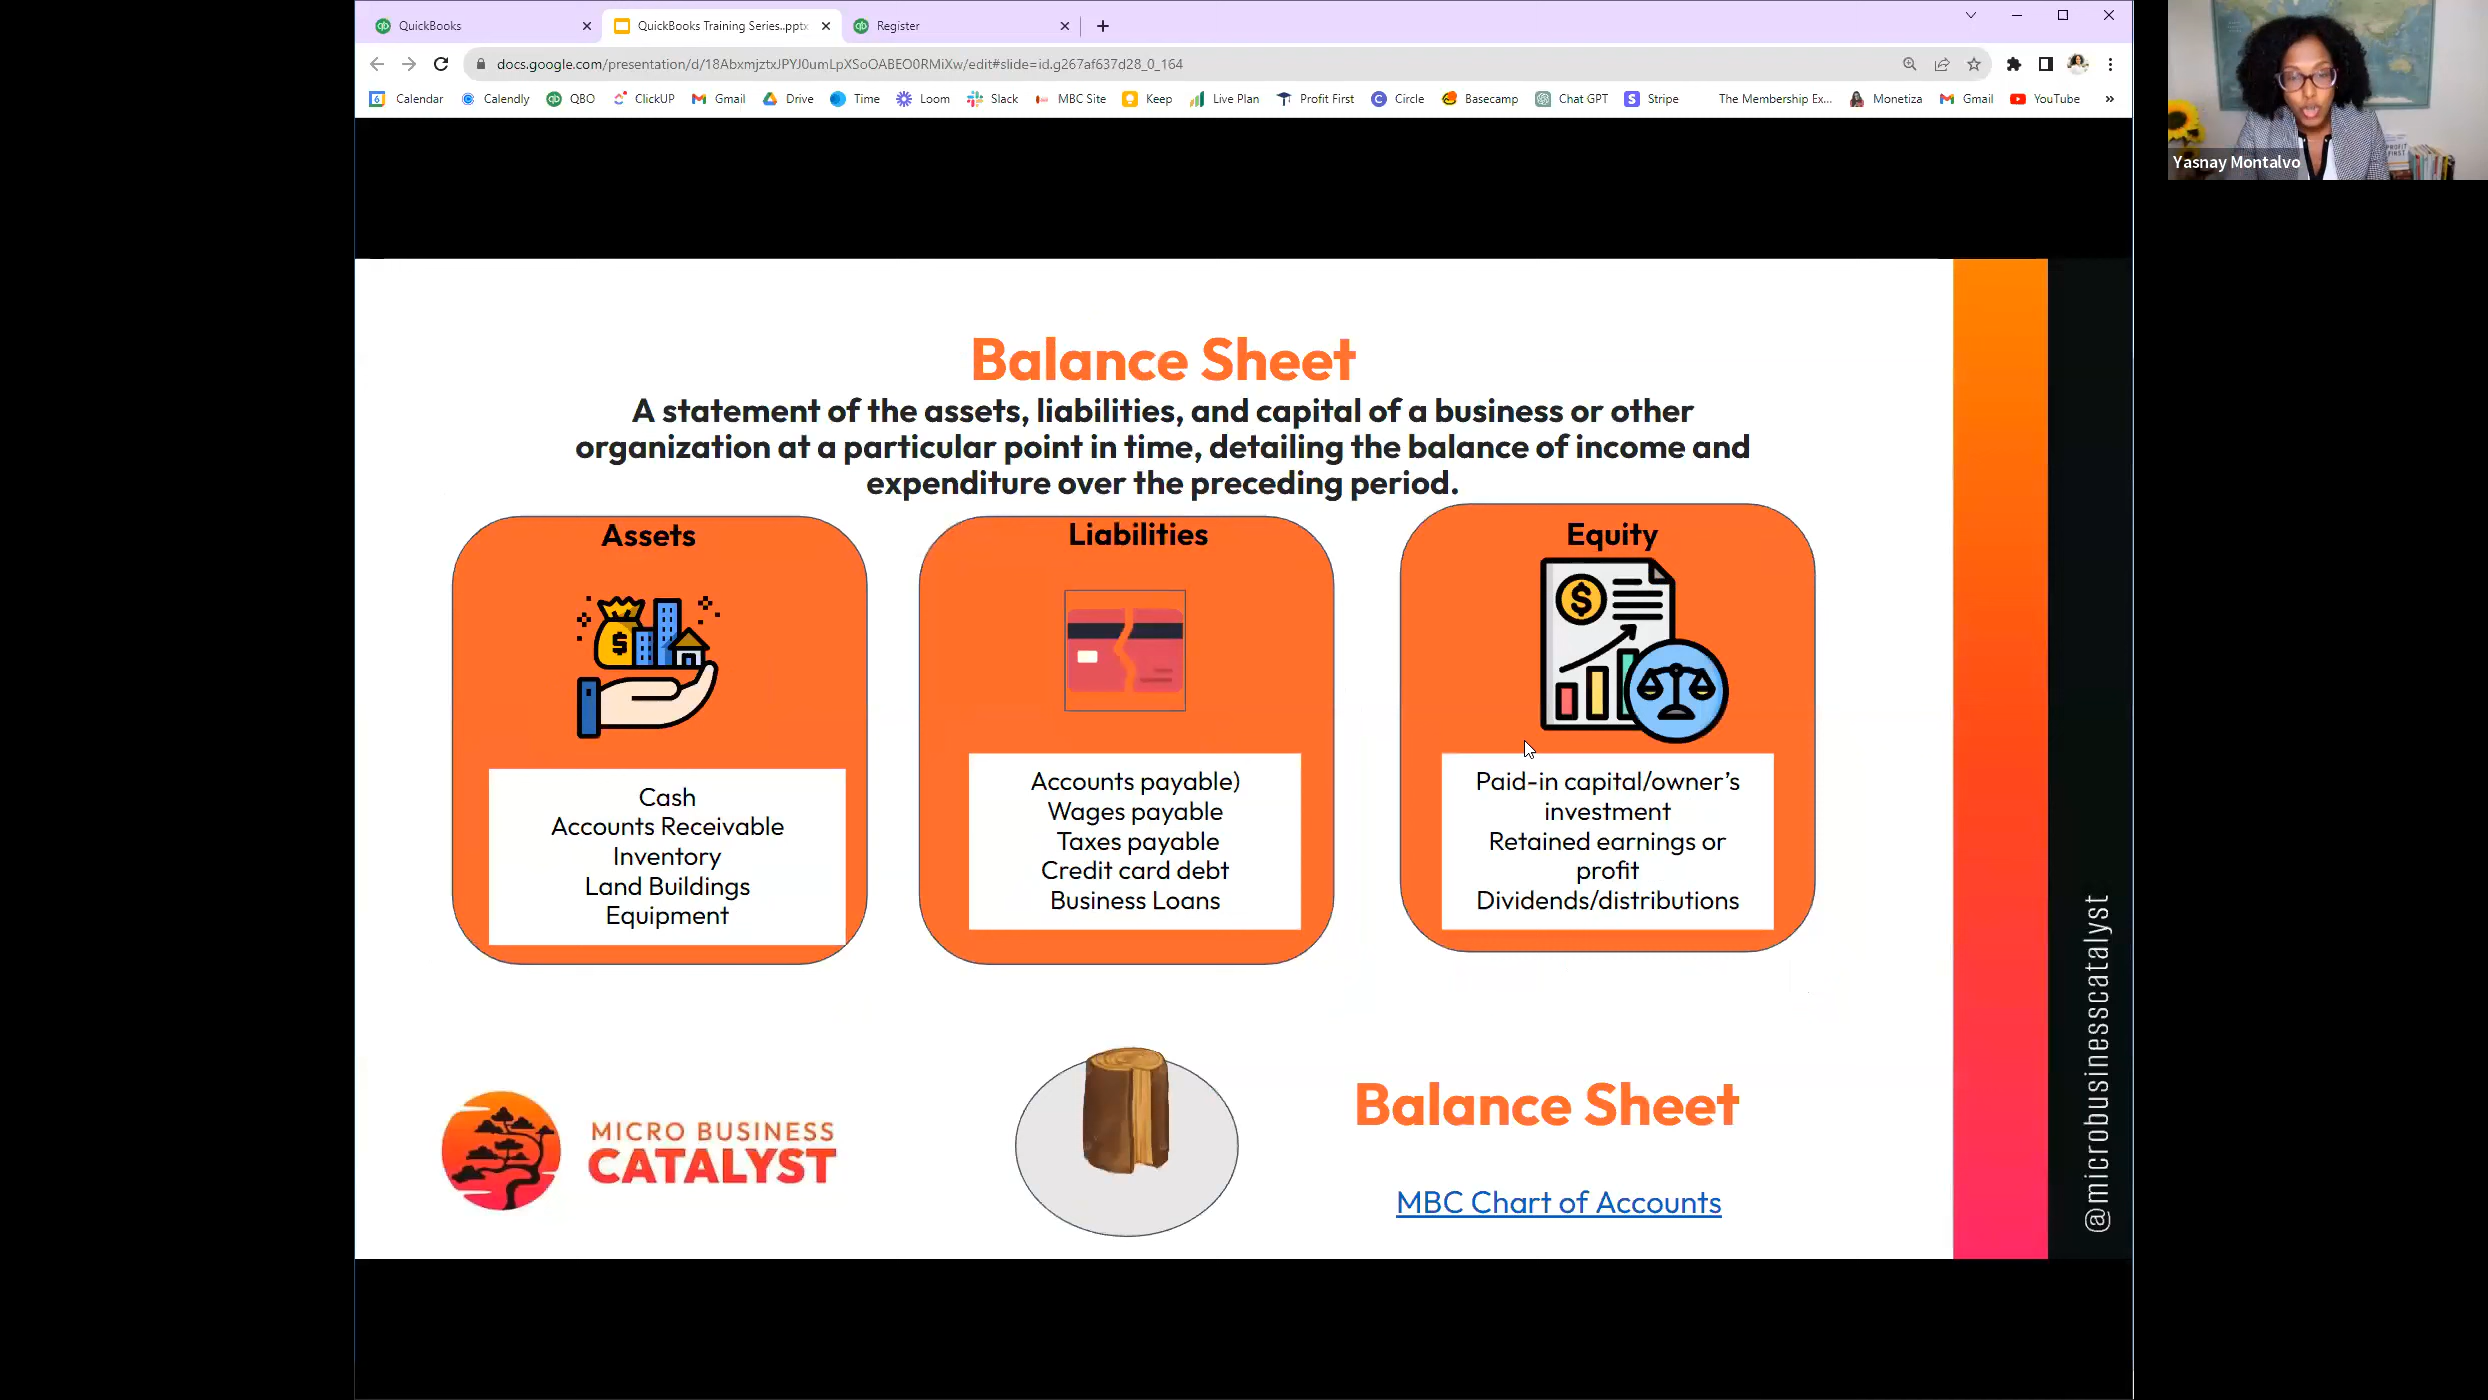 QuickBooks
QuickBooks Training Series..pptx
Register
docs.google.com/presentation/d/18AbxmjztxJPYJ0umLpXSoOABEO0RMiXw/edit#slide=id.g267af637d28_0_164
Calendar Calendly QBO ClickUP Gmail Drive Time Loom Slack MBC Site Keep Live Plan Profit First Circle Basecamp Chat GPT Stripe The Membership Ex... Monetiza Gmail YouTube »
Yasnay Montalvo
Balance Sheet
A statement of the assets, liabilities, and capital of a business or other
organization at a particular point in time, detailing the balance of income and
expenditure over the preceding period.
Assets
Cash
Accounts Receivable
Inventory
Land Buildings
Equipment
Liabilities
Accounts payable)
Wages payable
Taxes payable
Credit card debt
Business Loans
Equity
Paid-in capital/owner’s
investment
Retained earnings or
profit
Dividends/distributions
MICRO BUSINESS
CATALYST
Balance Sheet
MBC Chart of Accounts
@microbusinesscatalyst